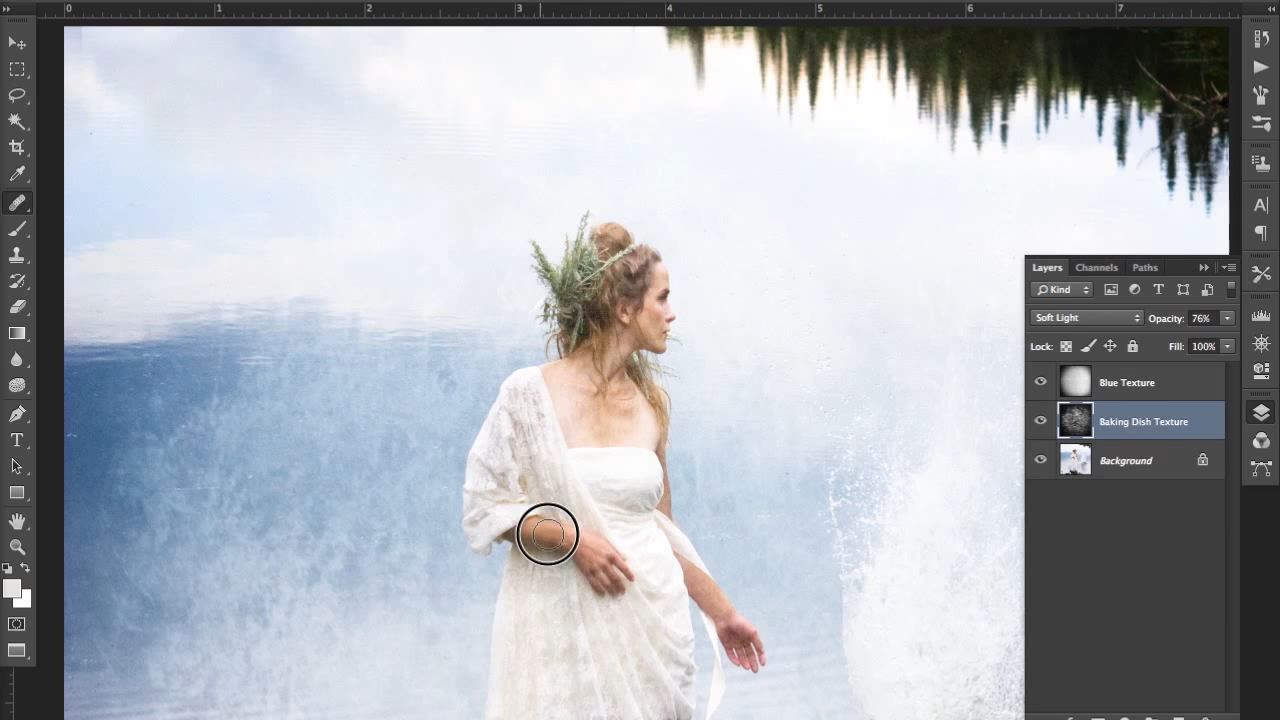 0 1 2 3 4 5 6 7
Layers Channels Paths
Kind
Soft Light Opacity: 76%
Lock: Fill: 100%
Blue Texture
Baking Dish Texture
Background